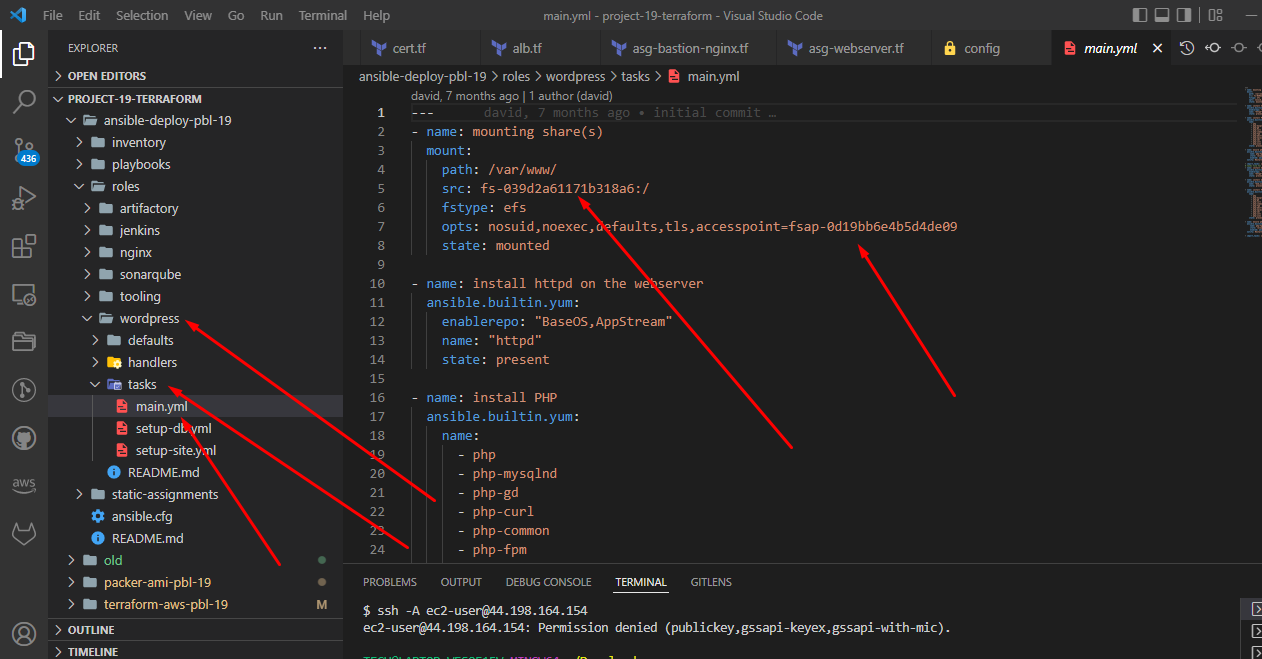 File Edit Selection View Go Run Terminal Help main.yml - project-19-terraform - Visual Studio Code
EXPLORER ···
OPEN EDITORS
PROJECT-19-TERRAFORM
ansible-deploy-pbl-19
inventory
playbooks
roles
artifactory
jenkins
nginx
sonarqube
tooling
wordpress
defaults
handlers
tasks
main.yml
setup-db.yml
setup-site.yml
README.md
static-assignments
ansible.cfg
README.md
old
packer-ami-pbl-19
terraform-aws-pbl-19 M
OUTLINE
TIMELINE
436
aws
cert.tf alb.tf asg-bastion-nginx.tf asg-webserver.tf config main.yml
ansible-deploy-pbl-19 > roles > wordpress > tasks > main.yml
david, 7 months ago | 1 author (david)
1 --- david, 7 months ago • initial commit …
2 - name: mounting share(s)
3 mount:
4 path: /var/www/
5 src: fs-039d2a61171b318a6:/
6 fstype: efs
7 opts: nosuid,noexec,defaults,tls,accesspoint=fsap-0d19bb6e4b5d4de09
8 state: mounted
9
10 - name: install httpd on the webserver
11 ansible.builtin.yum:
12 enablerepo: "BaseOS,AppStream"
13 name: "httpd"
14 state: present
15
16 - name: install PHP
17 ansible.builtin.yum:
18 name:
19 - php
20 - php-mysqlnd
21 - php-gd
22 - php-curl
23 - php-common
24 - php-fpm
PROBLEMS OUTPUT DEBUG CONSOLE TERMINAL GITLENS
$ ssh -A ec2-user@44.198.164.154
ec2-user@44.198.164.154: Permission denied (publickey,gssapi-keyex,gssapi-with-mic).